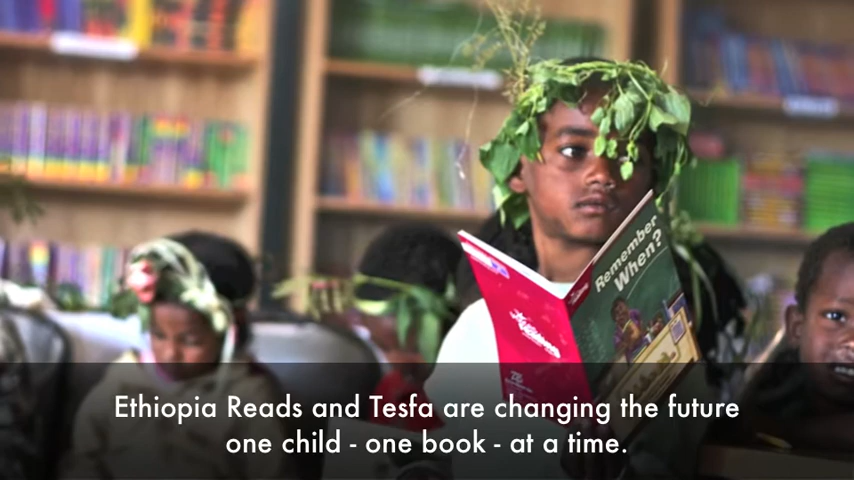 Remember
When?
Ethiopia Reads and Tesfa are changing the future
one child - one book - at a time.